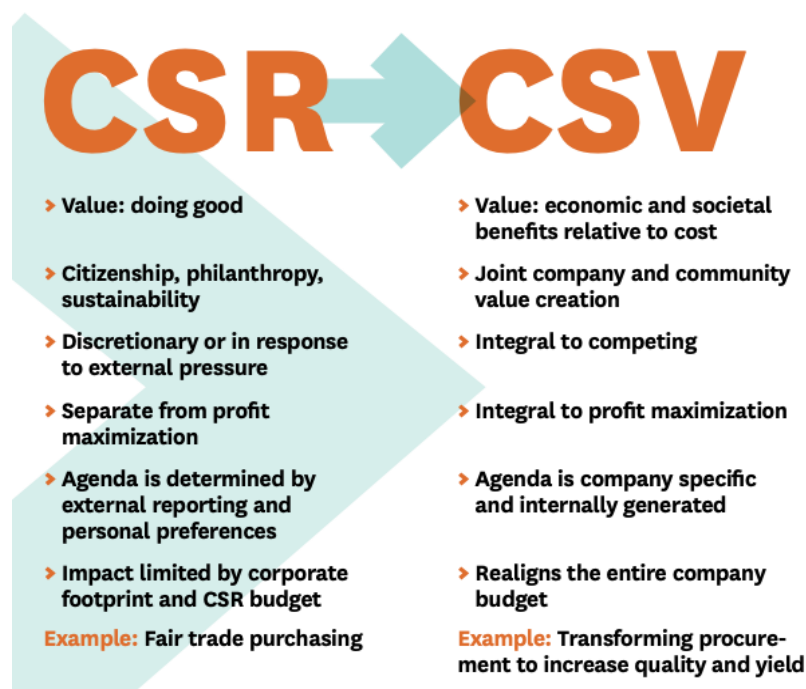 CSR CSV
> Value: doing good
> Citizenship, philanthropy,
sustainability
> Discretionary or in response
to external pressure
> Separate from profit
maximization
> Agenda is determined by
external reporting and
personal preferences
> Impact limited by corporate
footprint and CSR budget
Example: Fair trade purchasing
> Value: economic and societal
benefits relative to cost
> Joint company and community
value creation
> Integral to competing
> Integral to profit maximization
> Agenda is company specific
and internally generated
> Realigns the entire company
budget
Example: Transforming procure-
ment to increase quality and yield